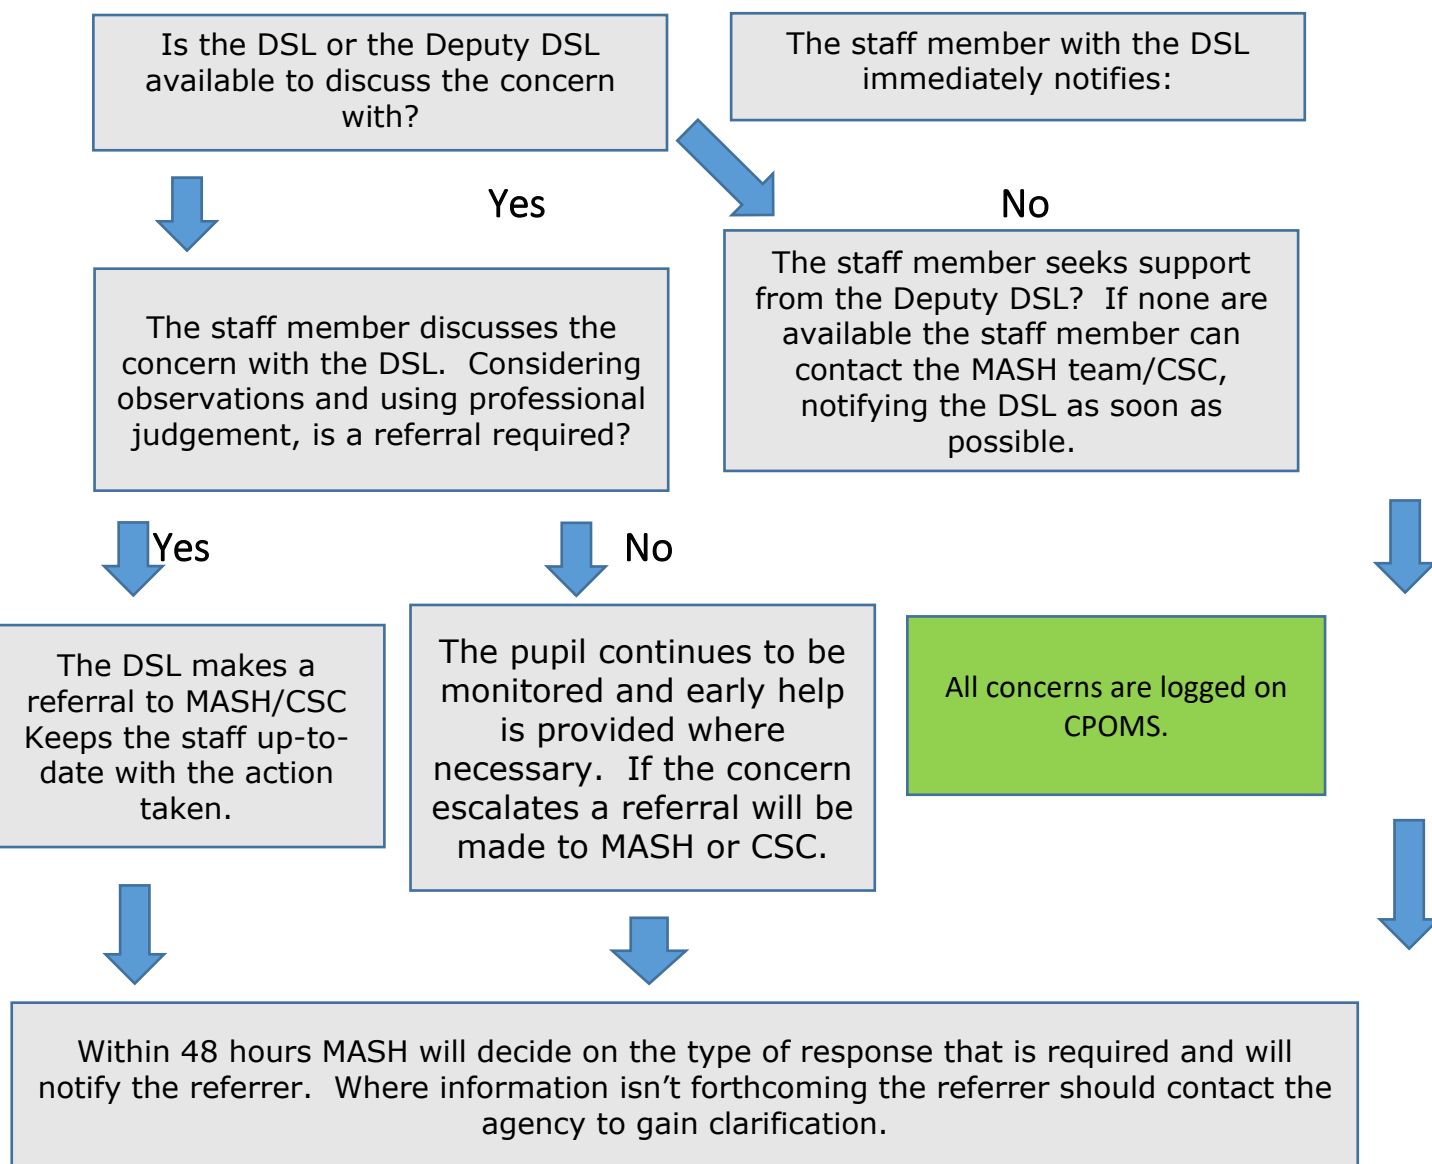 Is the DSL or the Deputy DSL
available to discuss the concern
with?
The staff member with the DSL
immediately notifies:
Yes
No
The staff member discusses the
concern with the DSL. Considering
observations and using professional
judgement, is a referral required?
The staff member seeks support
from the Deputy DSL? If none are
available the staff member can
contact the MASH team/CSC,
notifying the DSL as soon as
possible.
Yes
No
The DSL makes a
referral to MASH/CSC
Keeps the staff up-to-
date with the action
taken.
The pupil continues to be
monitored and early help
is provided where
necessary. If the concern
escalates a referral will be
made to MASH or CSC.
All concerns are logged on
CPOMS.
Within 48 hours MASH will decide on the type of response that is required and will
notify the referrer. Where information isn’t forthcoming the referrer should contact the
agency to gain clarification.